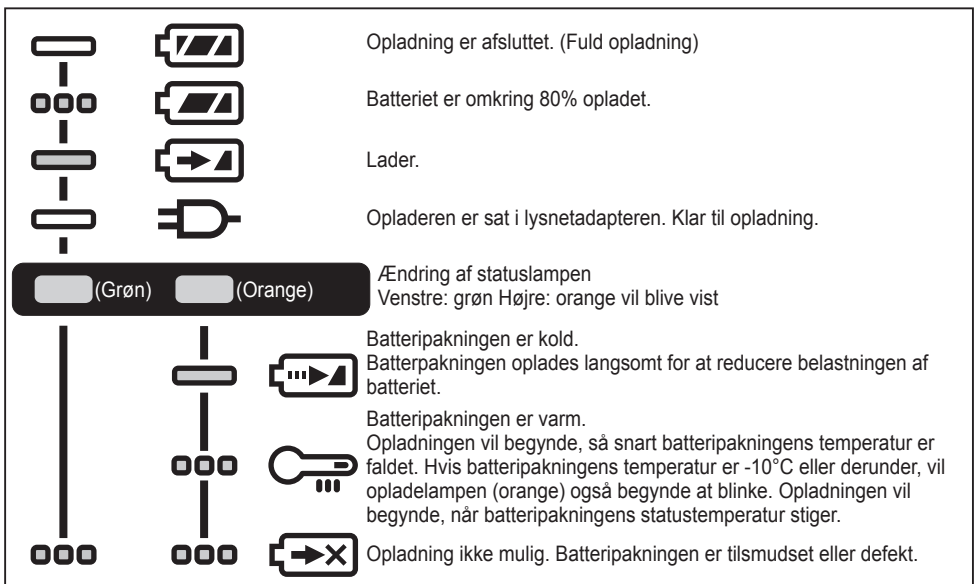 Opladning er afsluttet. (Fuld opladning)
Batteriet er omkring 80% opladet.
Lader.
Opladeren er sat i lysnetadapteren. Klar til opladning.
(Grøn) (Orange)
Ændring af statuslampen
Venstre: grøn Højre: orange vil blive vist
Batteripakningen er kold.
Batterpakningen oplades langsomt for at reducere belastningen af
batteriet.
Batteripakningen er varm.
Opladningen vil begynde, så snart batteripakningens temperatur er
faldet. Hvis batteripakningens temperatur er -10°C eller derunder, vil
opladelampen (orange) også begynde at blinke. Opladningen vil
begynde, når batteripakningens statustemperatur stiger.
Opladning ikke mulig. Batteripakningen er tilsmudset eller defekt.